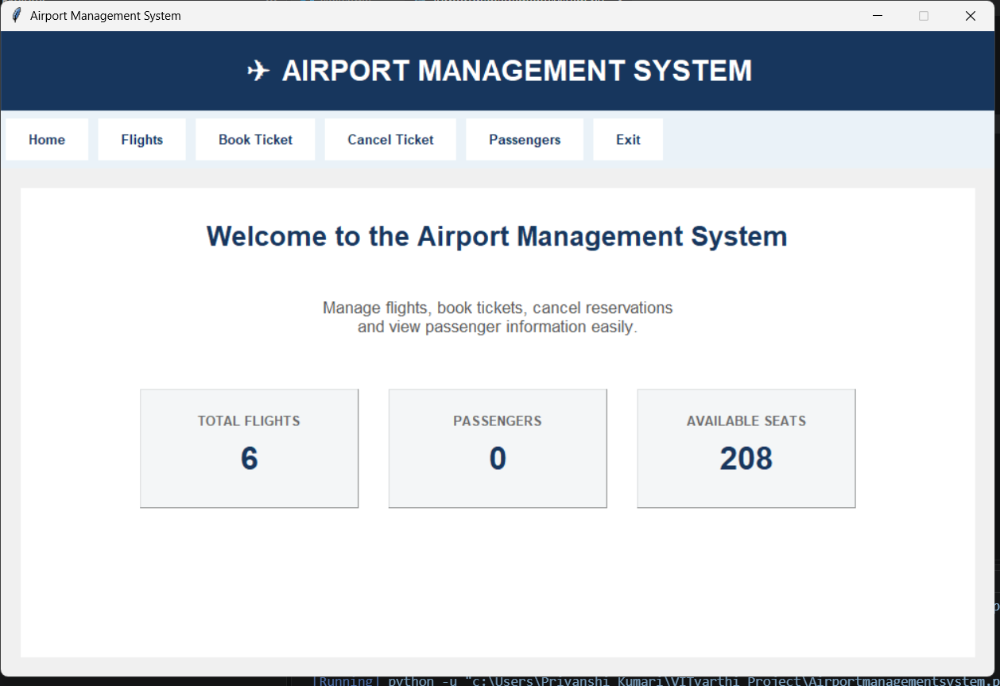 Airport Management System
✈ AIRPORT MANAGEMENT SYSTEM
Home Flights Book Ticket Cancel Ticket Passengers Exit
Welcome to the Airport Management System
Manage flights, book tickets, cancel reservations
and view passenger information easily.
TOTAL FLIGHTS PASSENGERS AVAILABLE SEATS
6 0 208
[Running] python -u "c:\Users\Priyanshi Kumari\VITyarthi Project\Airportmanagementsystem.p